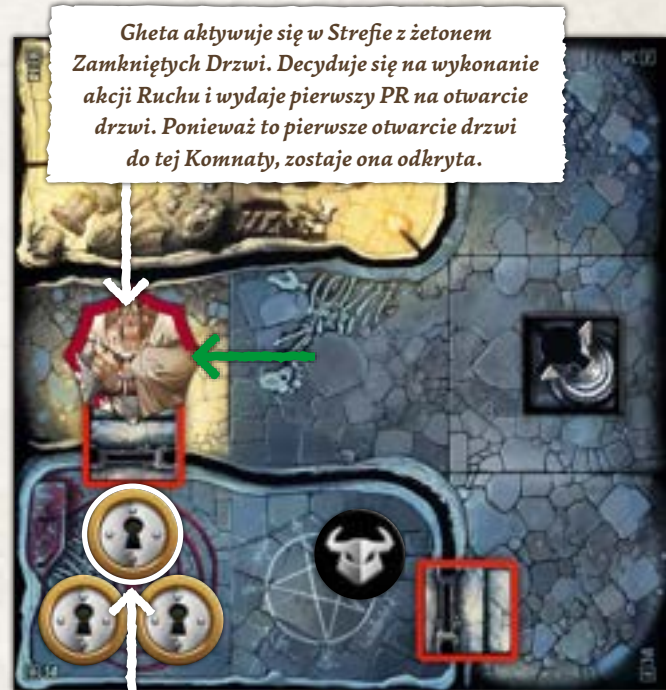 Gheta aktywuje się w Strefie z żetonem
Zamkniętych Drzwi. Decyduje się na wykonanie
akcji Ruchu i wydaje pierwszy PR na otwarcie
drzwi. Ponieważ to pierwsze otwarcie drzwi
do tej Komnaty, zostaje ona odkryta.